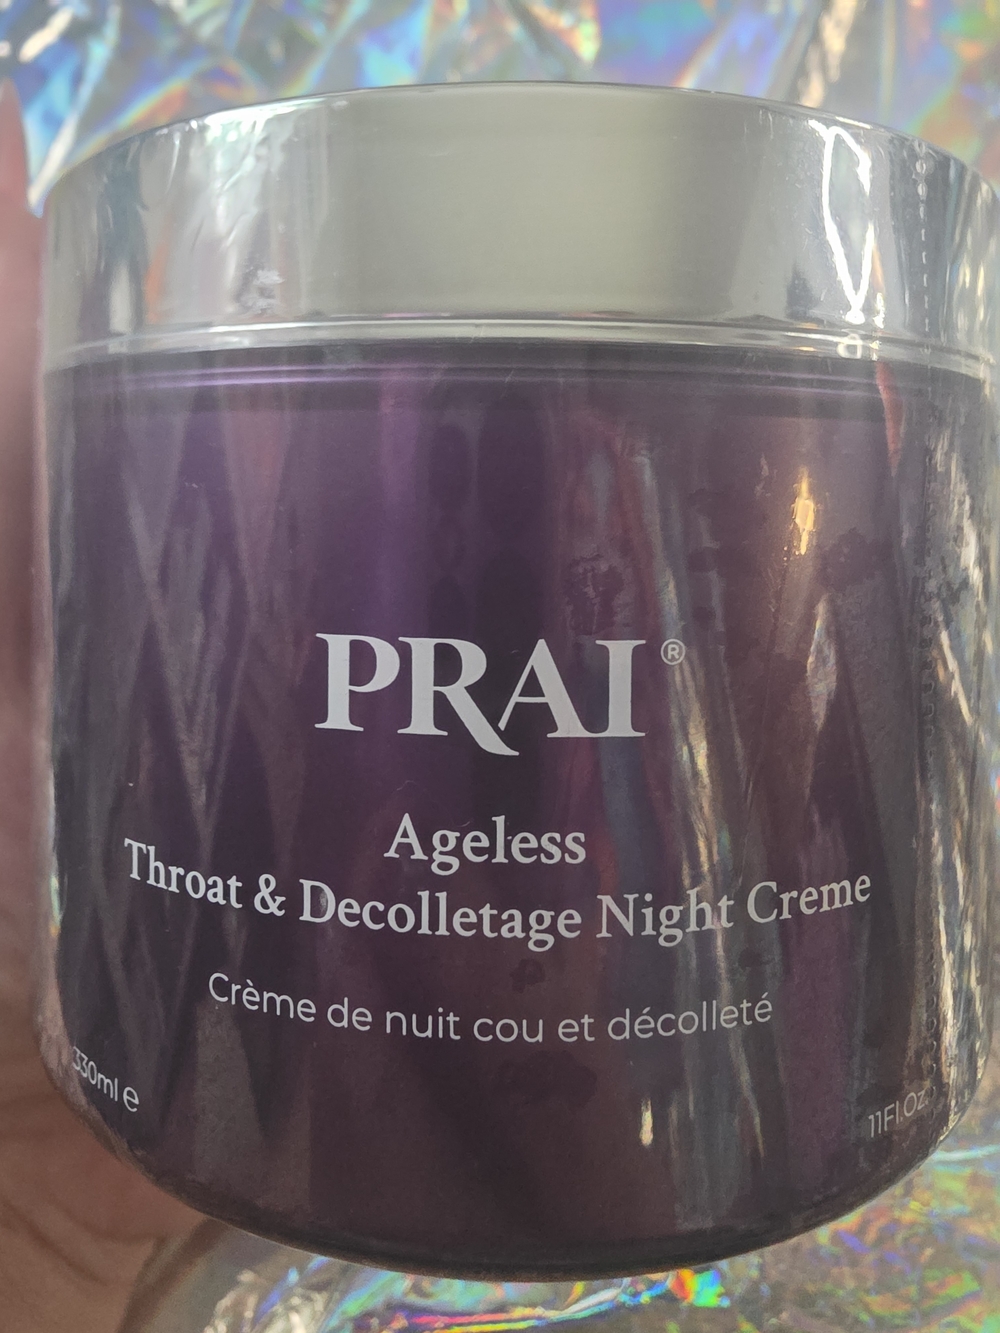 PRAI®
Ageless
Throat & Decolletage Night Creme
Crème de nuit cou et décolleté
330ml e
11Fl.Oz.